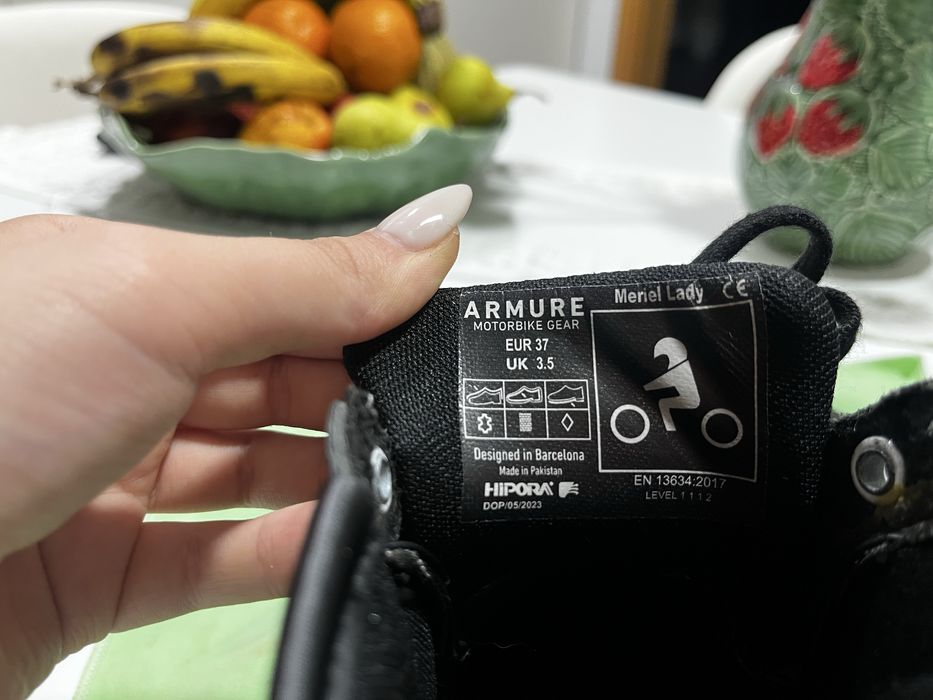 ARMURE
MOTORBIKE GEAR
EUR 37
UK 3.5
Designed in Barcelona
Made in Pakistan
HiPORA
DOP/05/2023
Meriel Lady CE
EN 13634:2017
LEVEL 1 1 1 2